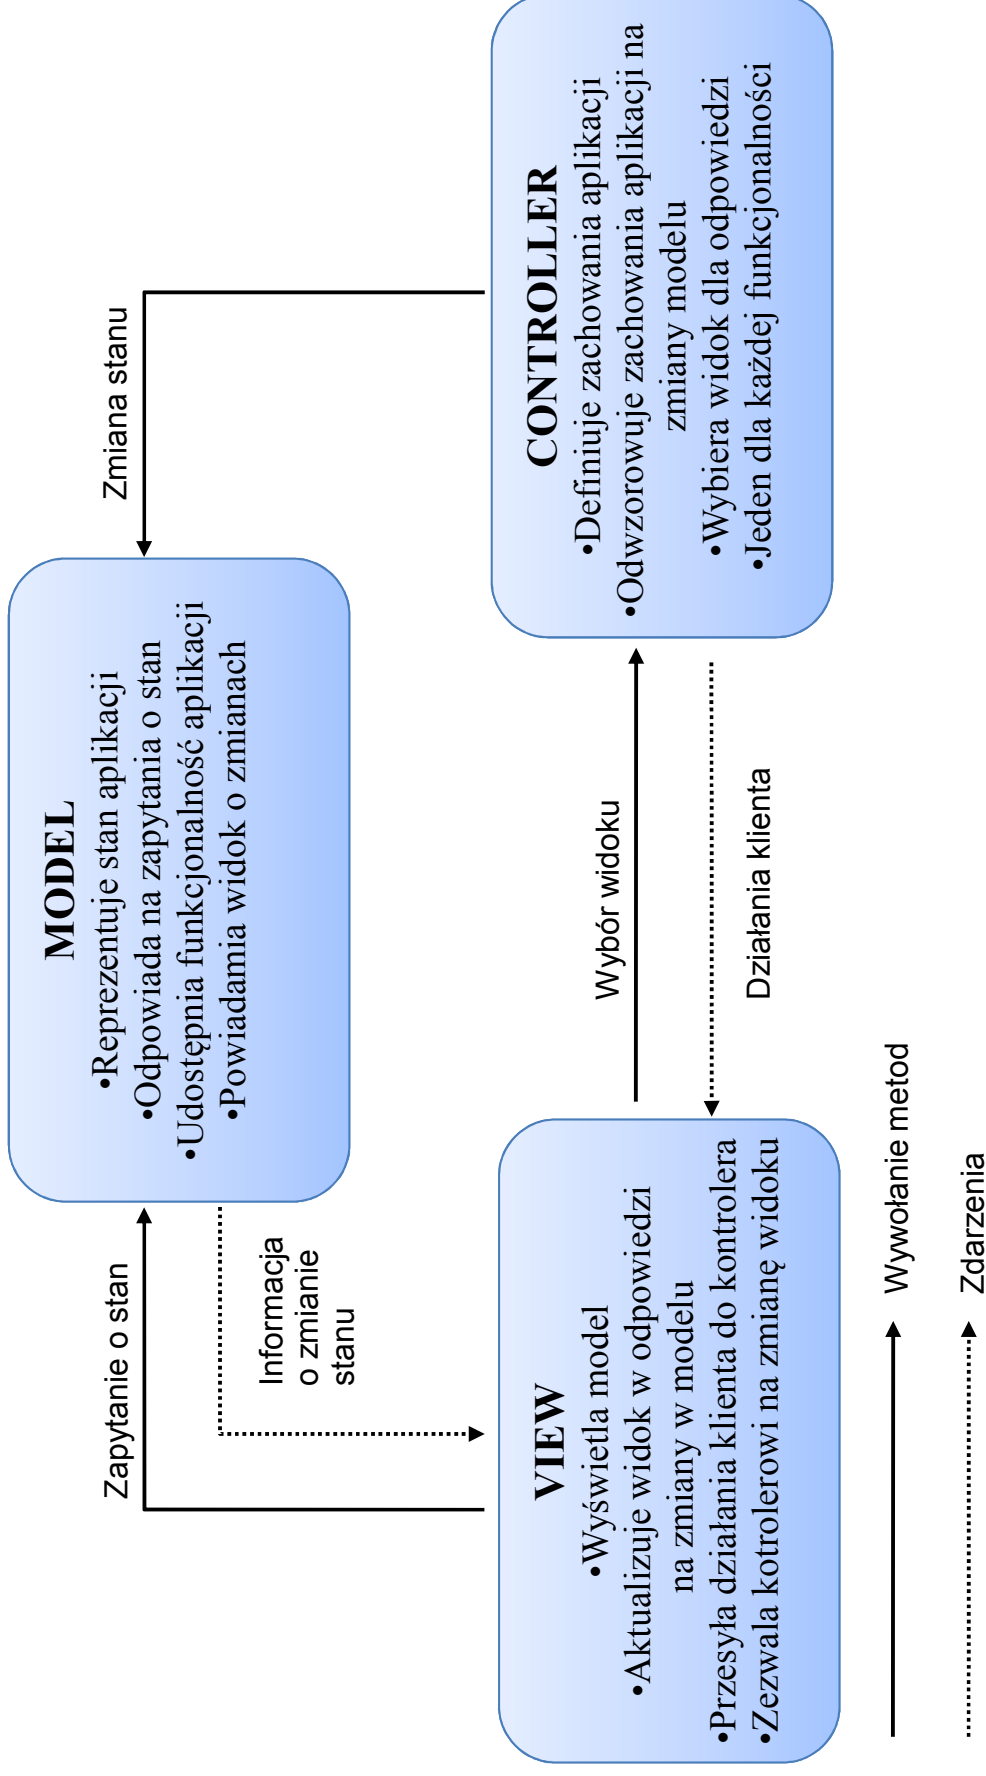 MODEL
•Reprezentuje stan aplikacji
•Odpowiada na zapytania o stan
•Udostępnia funkcjonalność aplikacji
•Powiadamia widok o zmianach
Zapytanie o stan
Zmiana stanu
Informacja
o zmianie
stanu
VIEW
•Wyświetla model
•Aktualizuje widok w odpowiedzi
na zmiany w modelu
•Przesyła działania klienta do kontrolera
•Zezwala kotrolerowi na zmianę widoku
Wybór widoku
Działania klienta
CONTROLLER
•Definiuje zachowania aplikacji
•Odwzorowuje zachowania aplikacji na
zmiany modelu
•Wybiera widok dla odpowiedzi
•Jeden dla każdej funkcjonalności
Wywołanie metod
Zdarzenia